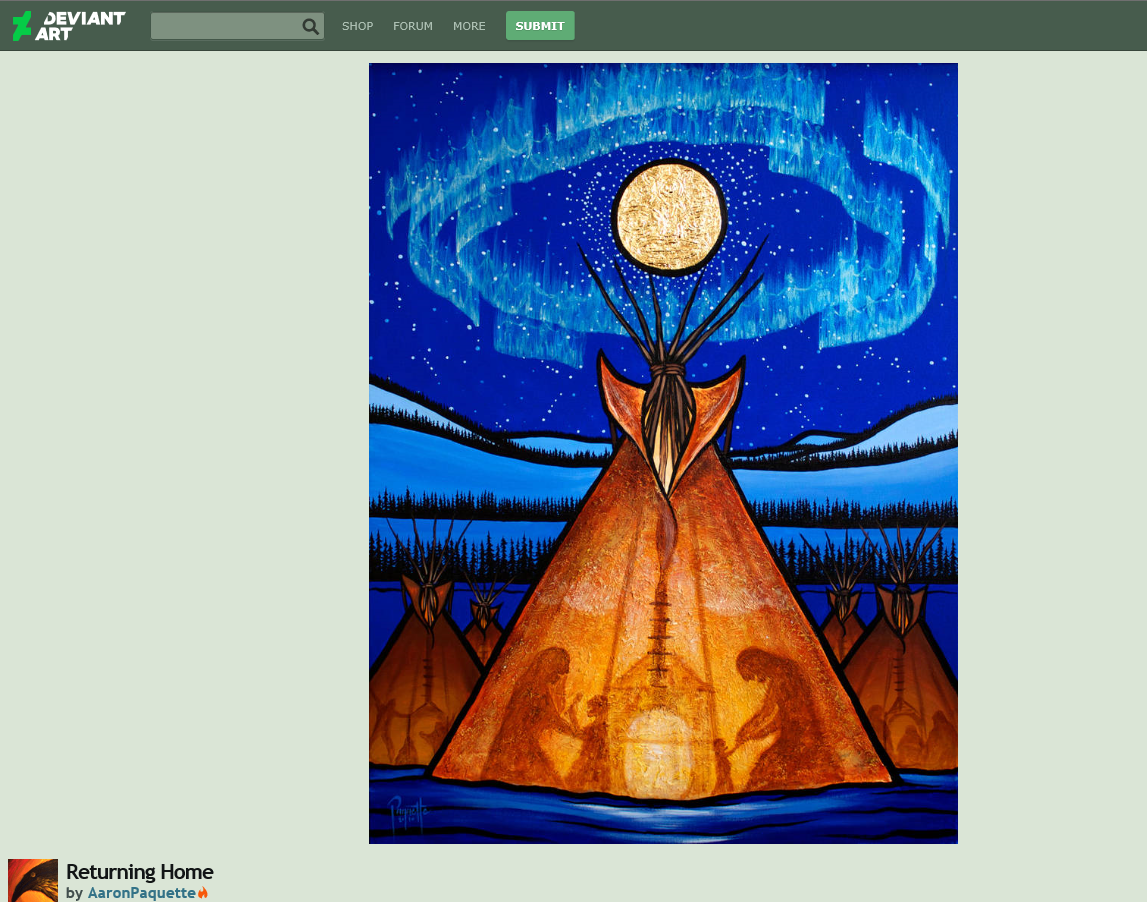 DEVIANT
ART
SHOP FORUM MORE SUBMIT
Paquette
Returning Home
by AaronPaquette